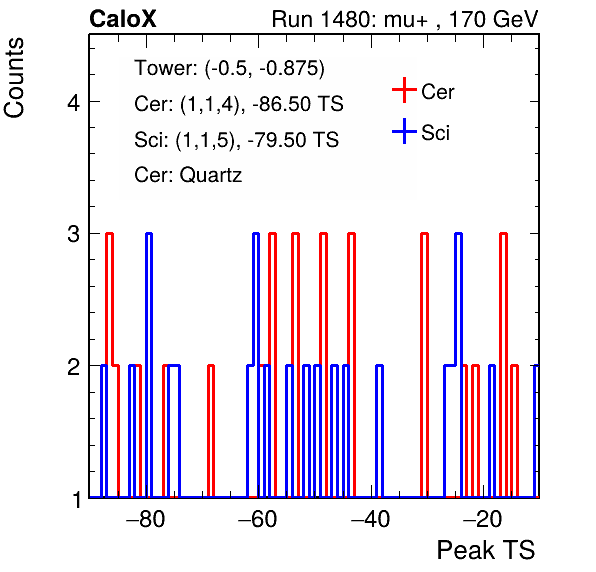 CaloX Run 1480: mu+ , 170 GeV
Counts
Tower: (-0.5, -0.875)
Cer: (1,1,4), -86.50 TS
Sci: (1,1,5), -79.50 TS
Cer: Quartz
Cer
Sci
4
3
2
1
−80 −60 −40 −20
Peak TS